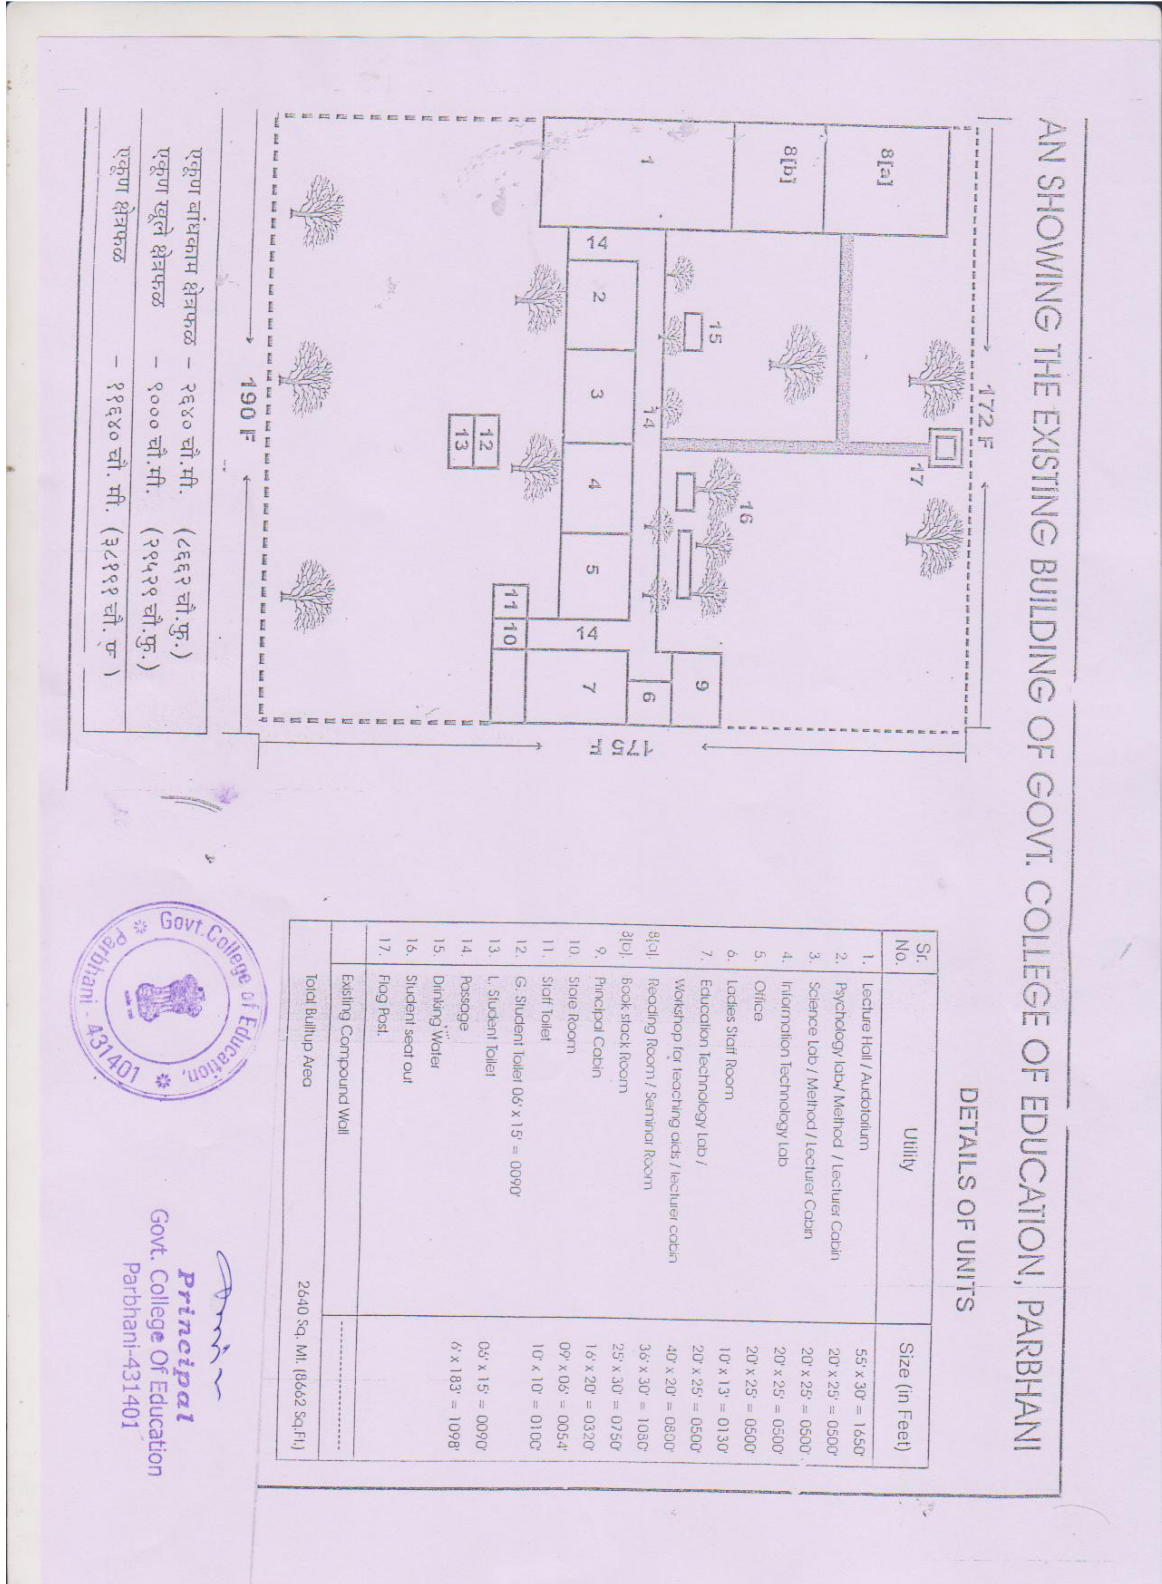 AN SHOWING THE EXISTING BUILDING OF GOVT. COLLEGE OF EDUCATION, PARBHANI
172 F
8[a]
8[b]
1
17
14
2
15
3
14
16
4
5
12
13
11
10
14
7
6
9
175 F
190 F
एकुण बांधकाम क्षेत्रफळ - २६४० चौ.मी. (८६६२ चौ.फु.)
एकुण खुले क्षेत्रफळ - ९००० चौ.मी. (२९५२९ चौ.फु.)
एकुण क्षेत्रफळ - ११६४० चौ. मी. (३८१९१ चौ. फ )
DETAILS OF UNITS
Sr. No. Utility Size (in Feet)
1. Lecture Hall / Audotorium 55' x 30' = 1650'
2. Psychology lab/ Method / Lecturer Cabin 20' x 25' = 0500'
3. Science Lab / Method / Lecturer Cabin 20' x 25' = 0500'
4. Information Technology Lab 20' x 25' = 0500'
5. Office 20' x 25' = 0500'
6. Ladies Staff Room 10' x 13' = 0130'
7. Education Technology Lab / 20' x 25' = 0500'
Workshop for teaching aids / lecturer cabin 40' x 20' = 0800'
8[a]. Reading Room / Seminar Room 36' x 30' = 1080'
8[b]. Book stack Room 25' x 30' = 0750'
9. Principal Cabin 16' x 20' = 0320'
10. Store Room 09' x 06' = 0054'
11. Staff Toilet 10' x 10' = 0100'
12. G. Student Toilet 06' x 15' = 0090'
13. L. Student Toilet 06' x 15' = 0090'
14. Passage 6' x 183' = 1098'
15. Drinking Water
16. Student seat out
17. Flag Post.
Existing Compound Wall ---------------
Total Builtup Area 2640 Sq. Mt. (8662 Sq.Ft.)
Govt.College of Education,
Parbhani - 431401
Principal
Govt. College Of Education
Parbhani-431401